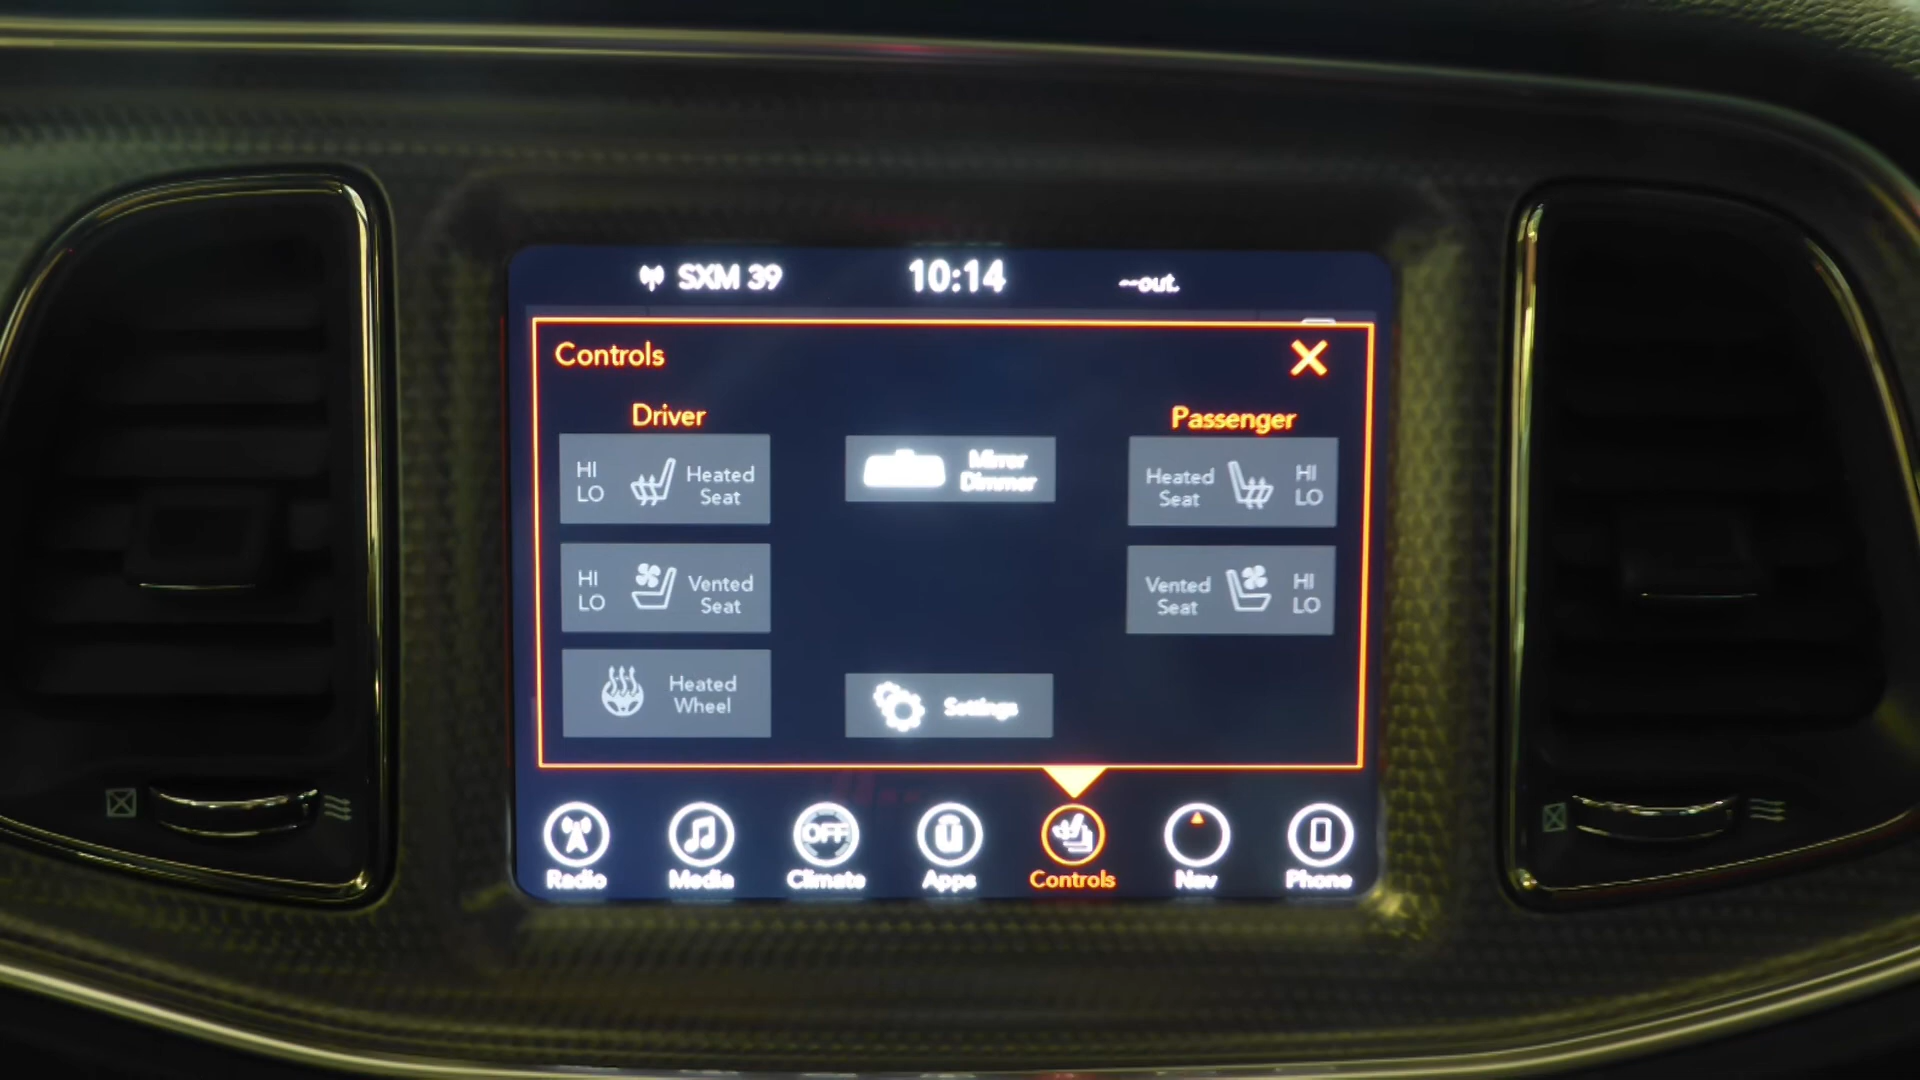 SXM 39
10:14
out.
Controls
Driver
Passenger
HI
LO
Heated
Seat
Mirror
Dimmer
Heated
Seat
HI
LO
HI
LO
Vented
Seat
Vented
Seat
HI
LO
Heated
Wheel
Settings
OFF
Radio
Media
Climate
Apps
Controls
Nav
Phone